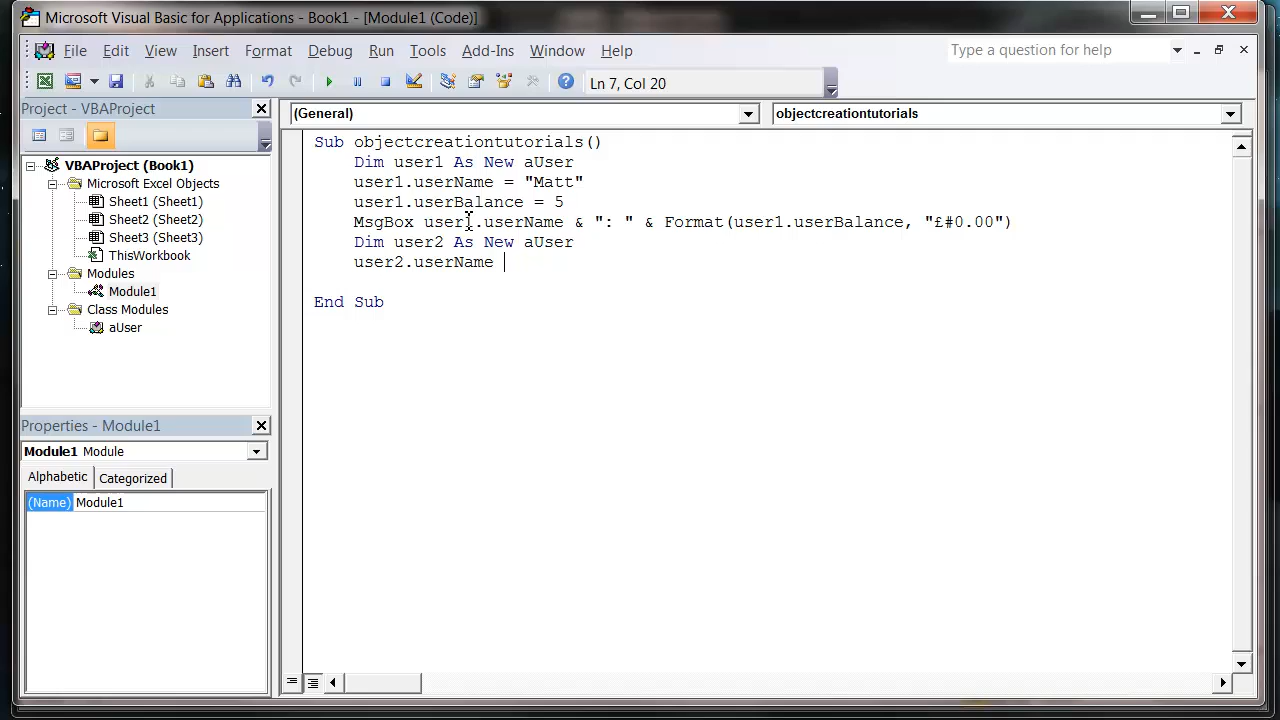 Microsoft Visual Basic for Applications - Book1 - [Module1 (Code)]
File Edit View Insert Format Debug Run Tools Add-Ins Window Help Type a question for help
Ln 7, Col 20
Project - VBAProject
(General) objectcreationtutorials
VBAProject (Book1)
Microsoft Excel Objects
Sheet1 (Sheet1)
Sheet2 (Sheet2)
Sheet3 (Sheet3)
ThisWorkbook
Modules
Module1
Class Modules
aUser
Sub objectcreationtutorials()
Dim user1 As New aUser
user1.userName = "Matt"
user1.userBalance = 5
MsgBox user1.userName & ": " & Format(user1.userBalance, "£#0.00")
Dim user2 As New aUser
user2.userName
End Sub
Properties - Module1
Module1 Module
Alphabetic Categorized
(Name) Module1